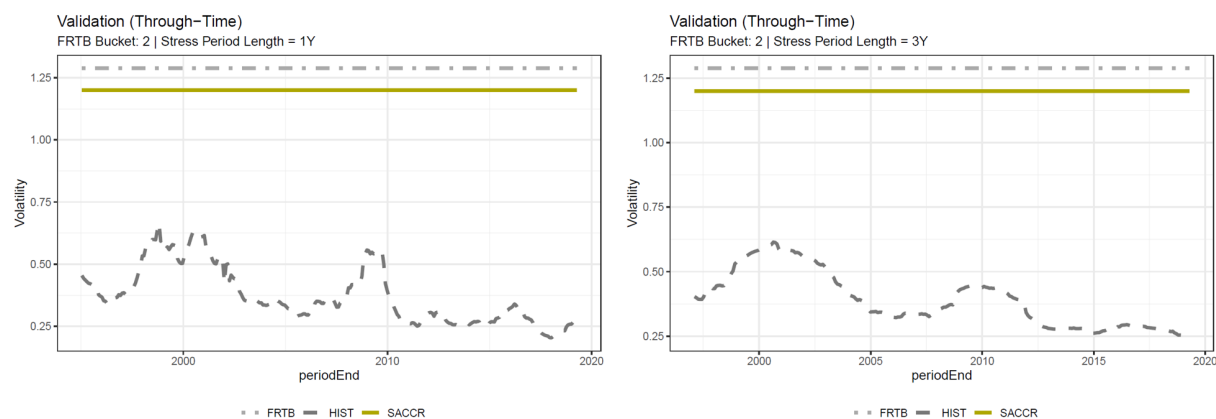 Validation (Through−Time)
FRTB Bucket: 2 | Stress Period Length = 1Y
1.25
1.00
0.75
0.50
0.25
Volatility
2000
2010
2020
periodEnd
FRTB HIST SACCR
Validation (Through−Time)
FRTB Bucket: 2 | Stress Period Length = 3Y
1.25
1.00
0.75
0.50
0.25
Volatility
2000
2005
2010
2015
2020
periodEnd
FRTB HIST SACCR